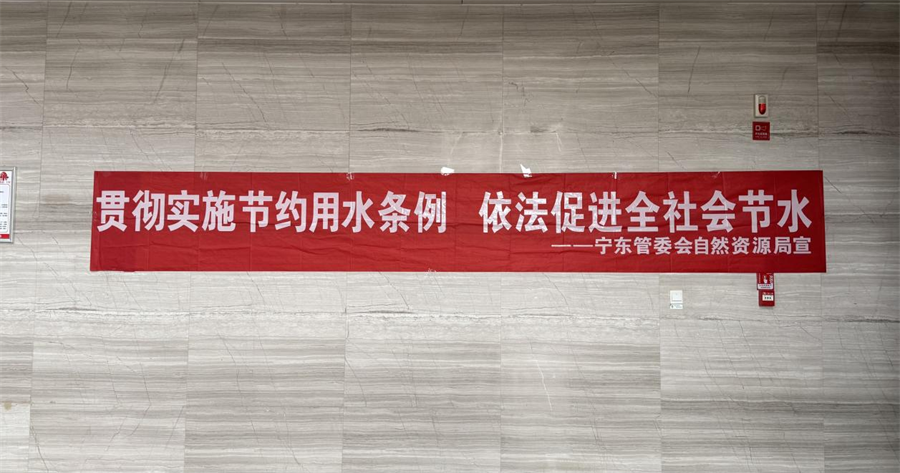 贯彻实施节约用水条例 依法促进全社会节水
——宁东管委会自然资源局宣